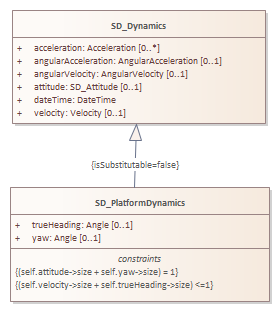 SD_Dynamics
+ acceleration: Acceleration [0..*]
+ angularAcceleration: AngularAcceleration [0..1]
+ angularVelocity: AngularVelocity [0..1]
+ attitude: SD_Attitude [0..1]
+ dateTime: DateTime
+ velocity: Velocity [0..1]
{isSubstitutable=false}
SD_PlatformDynamics
+ trueHeading: Angle [0..1]
+ yaw: Angle [0..1]
constraints
{(self.attitude->size + self.yaw->size) = 1}
{(self.velocity->size + self.trueHeading->size) <=1}